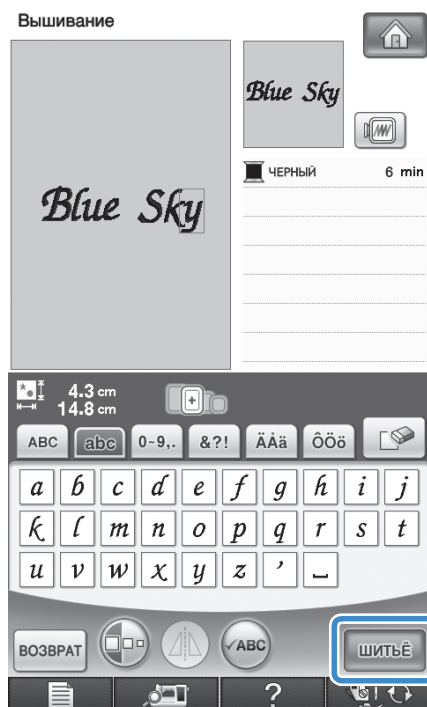 Вышивание
Blue Sky
Blue Sky
ЧЕРНЫЙ 6 min
4.3 cm
14.8 cm
ABC abc 0~9,. &?! ÄÅä ÔÖö
a b c d e f g h i j
k l m n o p q r s t
u v w x y z ’ ⎵
ВОЗВРАТ ✓ABC ШИТЬЁ
?